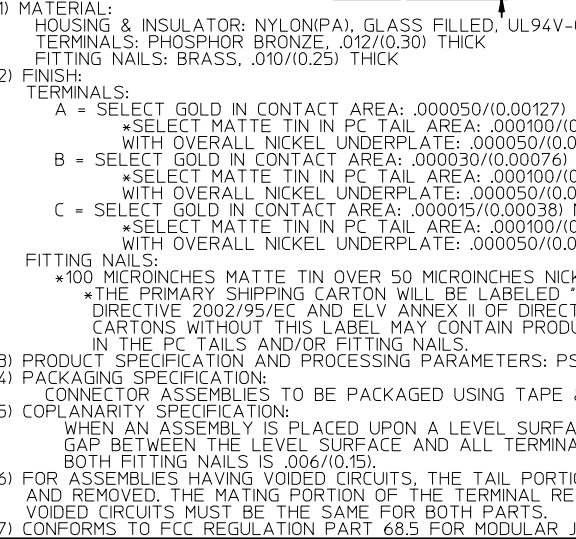 1) MATERIAL:
HOUSING & INSULATOR: NYLON(PA), GLASS FILLED, UL94V-
TERMINALS: PHOSPHOR BRONZE, .012/(0.30) THICK
FITTING NAILS: BRASS, .010/(0.25) THICK
2) FINISH:
TERMINALS:
A = SELECT GOLD IN CONTACT AREA: .000050/(0.00127)
*SELECT MATTE TIN IN PC TAIL AREA: .000100/(0
WITH OVERALL NICKEL UNDERPLATE: .000050/(0.0
B = SELECT GOLD IN CONTACT AREA: .000030/(0.00076)
*SELECT MATTE TIN IN PC TAIL AREA: .000100/(0
WITH OVERALL NICKEL UNDERPLATE: .000050/(0.0
C = SELECT GOLD IN CONTACT AREA: .000015/(0.00038)
*SELECT MATTE TIN IN PC TAIL AREA: .000100/(0
WITH OVERALL NICKEL UNDERPLATE: .000050/(0.0
FITTING NAILS:
*100 MICROINCHES MATTE TIN OVER 50 MICROINCHES NICK
*THE PRIMARY SHIPPING CARTON WILL BE LABELED "
DIRECTIVE 2002/95/EC AND ELV ANNEX II OF DIRECT
CARTONS WITHOUT THIS LABEL MAY CONTAIN PRODU
IN THE PC TAILS AND/OR FITTING NAILS.
3) PRODUCT SPECIFICATION AND PROCESSING PARAMETERS: PS
4) PACKAGING SPECIFICATION:
CONNECTOR ASSEMBLIES TO BE PACKAGED USING TAPE &
5) COPLANARITY SPECIFICATION:
WHEN AN ASSEMBLY IS PLACED UPON A LEVEL SURFA
GAP BETWEEN THE LEVEL SURFACE AND ALL TERMINA
BOTH FITTING NAILS IS .006/(0.15).
6) FOR ASSEMBLIES HAVING VOIDED CIRCUITS, THE TAIL PORTIO
AND REMOVED. THE MATING PORTION OF THE TERMINAL RE
VOIDED CIRCUITS MUST BE THE SAME FOR BOTH PARTS.
7) CONFORMS TO FCC REGULATION PART 68.5 FOR MODULAR J